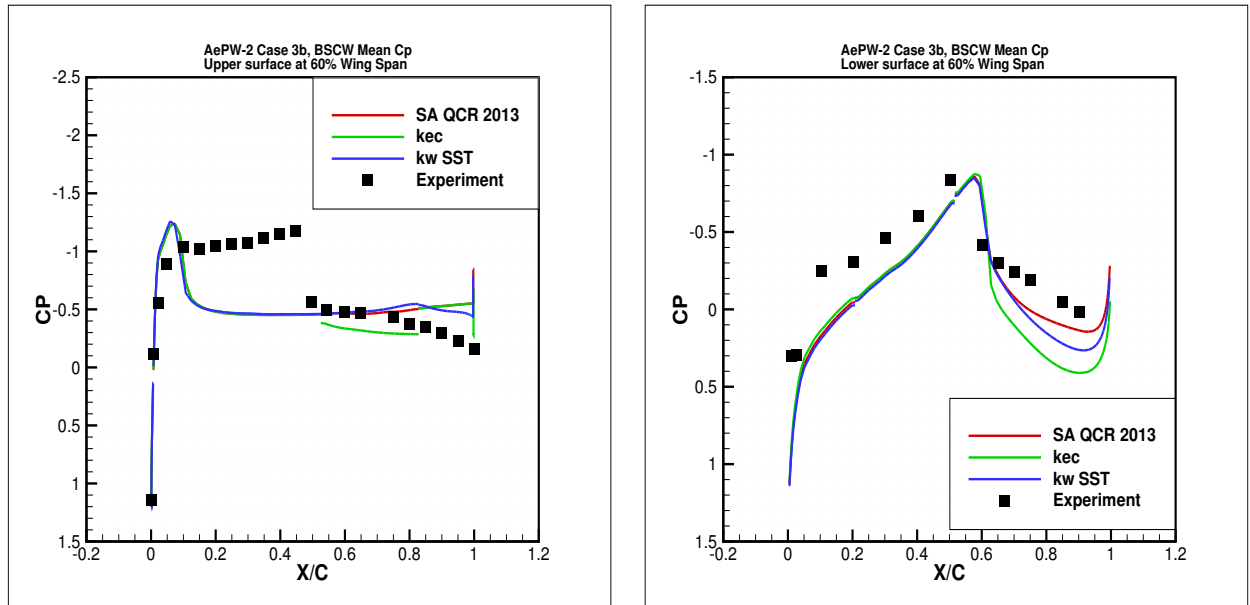 AePW-2 Case 3b, BSCW Mean Cp
Upper surface at 60% Wing Span
-2.5
-2
-1.5
-1
-0.5
0
0.5
1
1.5
CP
-0.2
0
0.2
0.4
0.6
0.8
1
1.2
X/C
SA QCR 2013
kec
kw SST
Experiment
AePW-2 Case 3b, BSCW Mean Cp
Lower surface at 60% Wing Span
-1.5
-1
-0.5
0
0.5
1
1.5
CP
-0.2
0
0.2
0.4
0.6
0.8
1
1.2
X/C
SA QCR 2013
kec
kw SST
Experiment